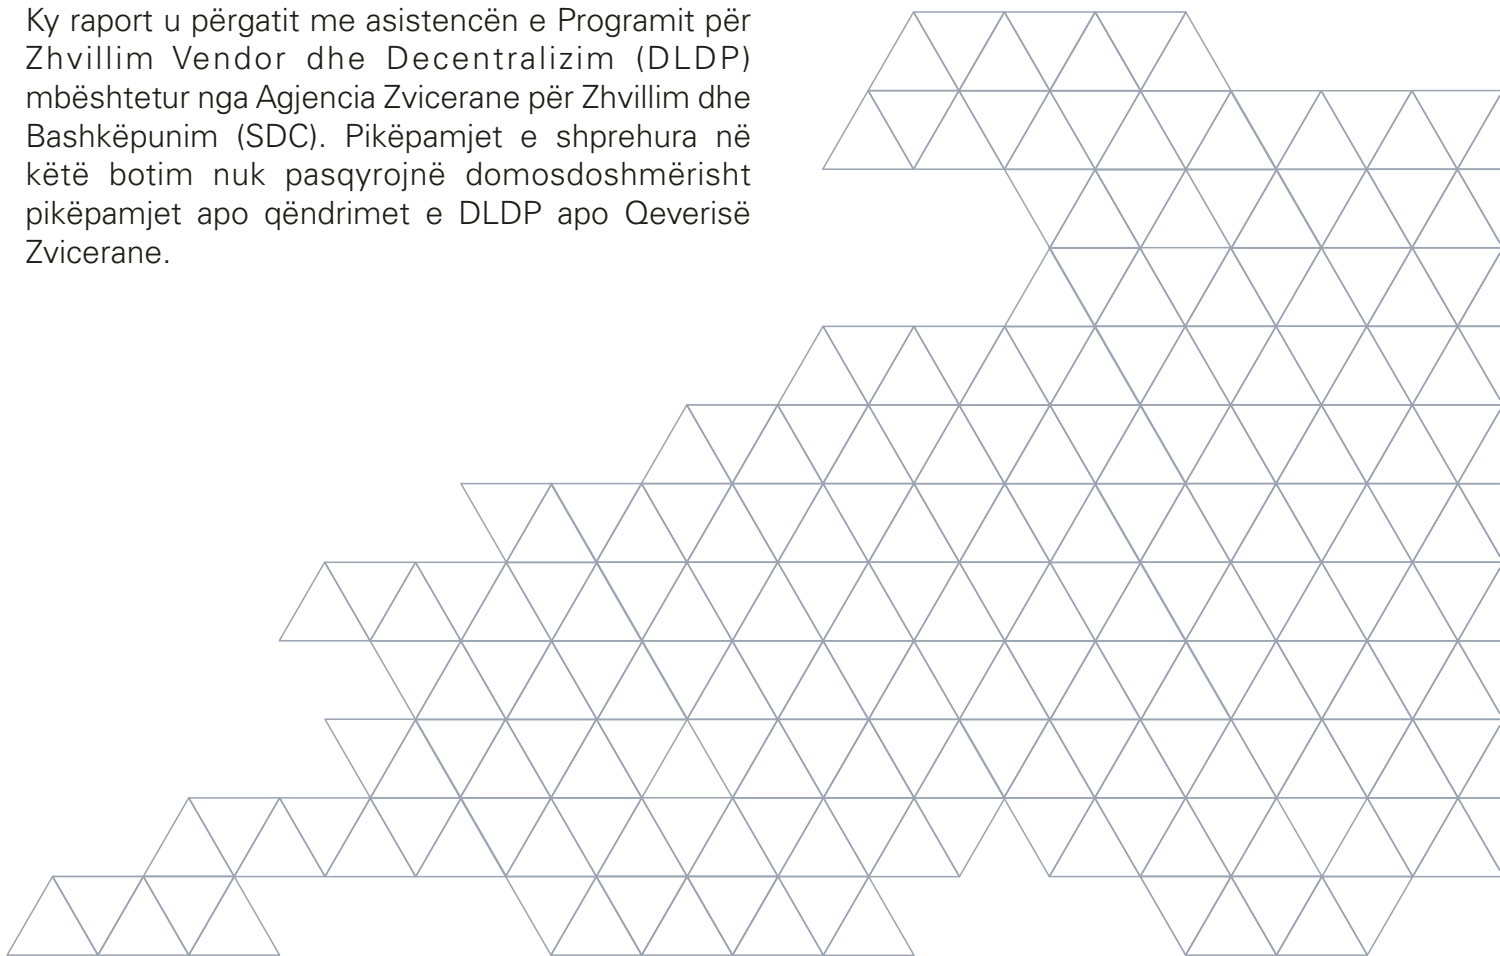 Ky raport u përgatit me asistencën e Programit për
Zhvillim Vendor dhe Decentralizim (DLDP)
mbështetur nga Agjencia Zvicerane për Zhvillim dhe
Bashkëpunim (SDC). Pikëpamjet e shprehura në
këtë botim nuk pasqyrojnë domosdoshmërisht
pikëpamjet apo qëndrimet e DLDP apo Qeverisë
Zvicerane.